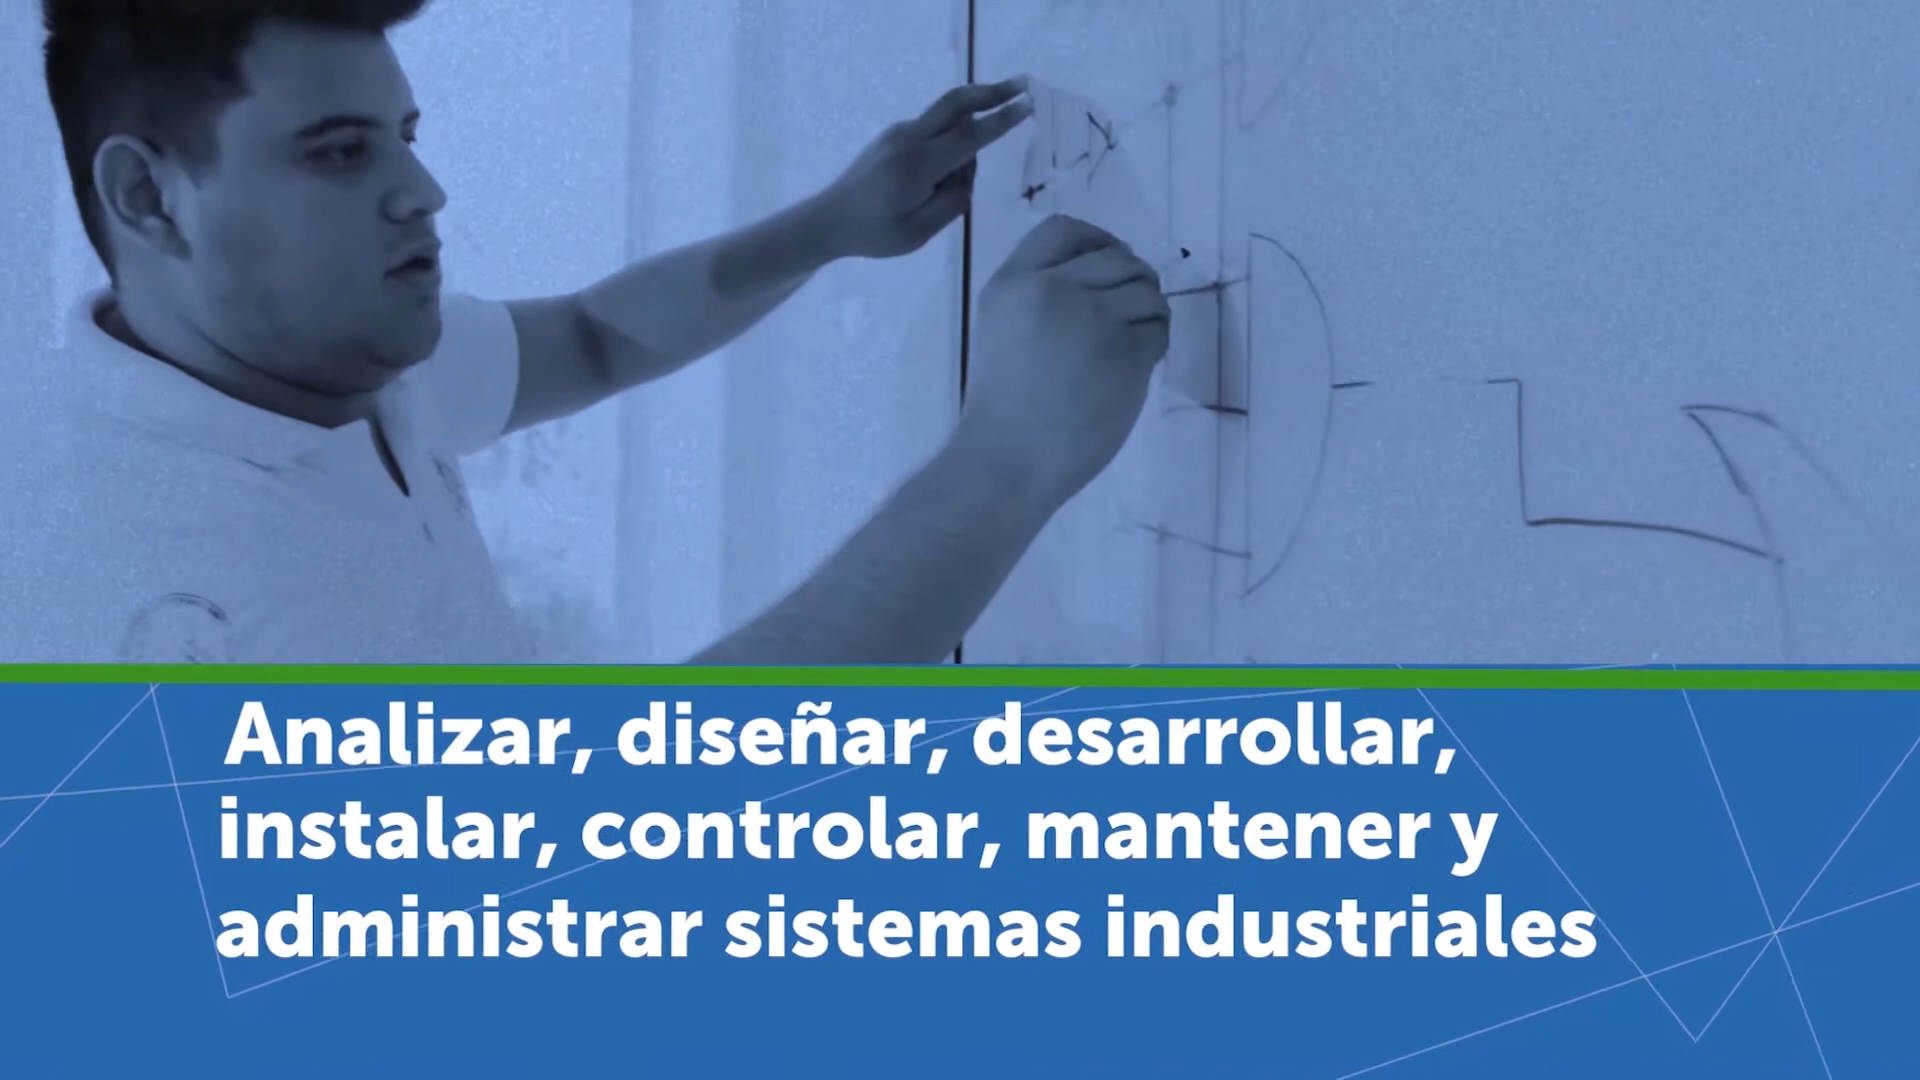 Analizar, diseñar, desarrollar,
instalar, controlar, mantener y
administrar sistemas industriales